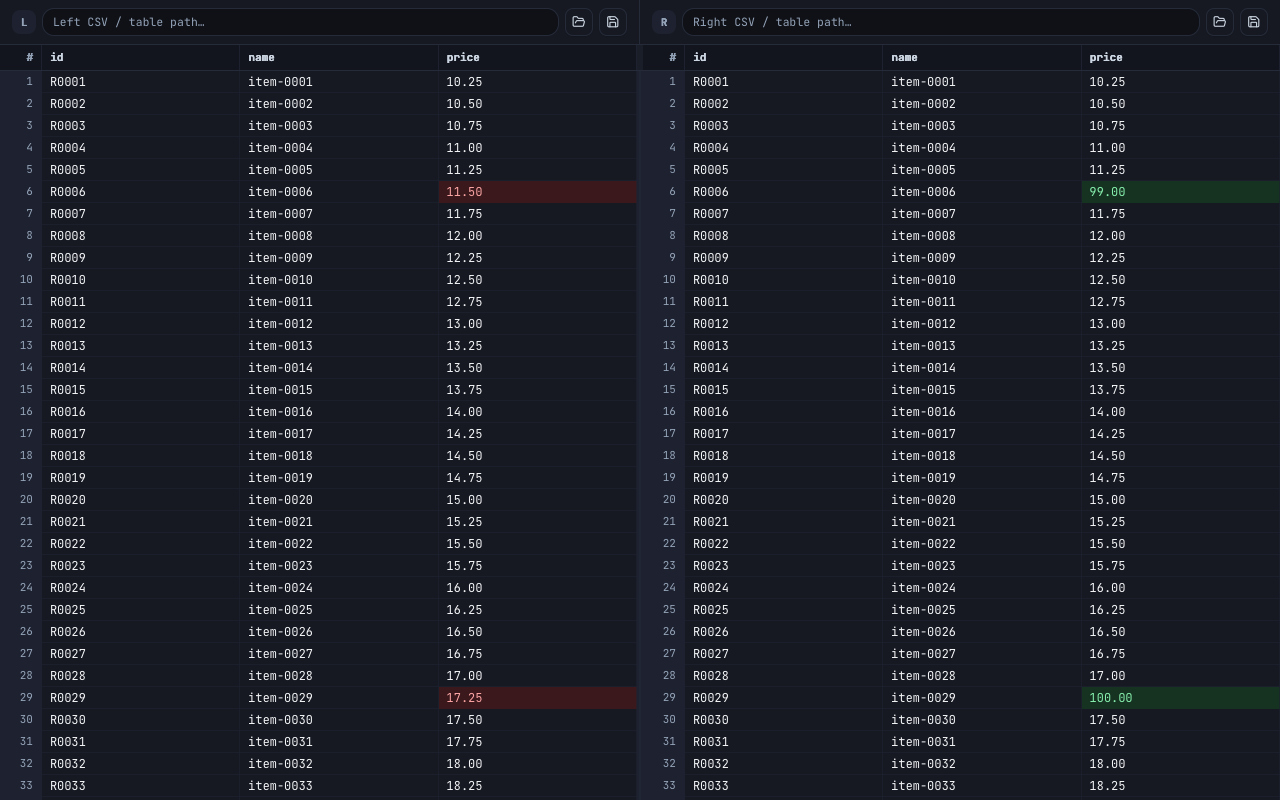 L Left CSV / table path… R Right CSV / table path…
# id name price # id name price
1 R0001 item-0001 10.25 1 R0001 item-0001 10.25
2 R0002 item-0002 10.50 2 R0002 item-0002 10.50
3 R0003 item-0003 10.75 3 R0003 item-0003 10.75
4 R0004 item-0004 11.00 4 R0004 item-0004 11.00
5 R0005 item-0005 11.25 5 R0005 item-0005 11.25
6 R0006 item-0006 11.50 6 R0006 item-0006 99.00
7 R0007 item-0007 11.75 7 R0007 item-0007 11.75
8 R0008 item-0008 12.00 8 R0008 item-0008 12.00
9 R0009 item-0009 12.25 9 R0009 item-0009 12.25
10 R0010 item-0010 12.50 10 R0010 item-0010 12.50
11 R0011 item-0011 12.75 11 R0011 item-0011 12.75
12 R0012 item-0012 13.00 12 R0012 item-0012 13.00
13 R0013 item-0013 13.25 13 R0013 item-0013 13.25
14 R0014 item-0014 13.50 14 R0014 item-0014 13.50
15 R0015 item-0015 13.75 15 R0015 item-0015 13.75
16 R0016 item-0016 14.00 16 R0016 item-0016 14.00
17 R0017 item-0017 14.25 17 R0017 item-0017 14.25
18 R0018 item-0018 14.50 18 R0018 item-0018 14.50
19 R0019 item-0019 14.75 19 R0019 item-0019 14.75
20 R0020 item-0020 15.00 20 R0020 item-0020 15.00
21 R0021 item-0021 15.25 21 R0021 item-0021 15.25
22 R0022 item-0022 15.50 22 R0022 item-0022 15.50
23 R0023 item-0023 15.75 23 R0023 item-0023 15.75
24 R0024 item-0024 16.00 24 R0024 item-0024 16.00
25 R0025 item-0025 16.25 25 R0025 item-0025 16.25
26 R0026 item-0026 16.50 26 R0026 item-0026 16.50
27 R0027 item-0027 16.75 27 R0027 item-0027 16.75
28 R0028 item-0028 17.00 28 R0028 item-0028 17.00
29 R0029 item-0029 17.25 29 R0029 item-0029 100.00
30 R0030 item-0030 17.50 30 R0030 item-0030 17.50
31 R0031 item-0031 17.75 31 R0031 item-0031 17.75
32 R0032 item-0032 18.00 32 R0032 item-0032 18.00
33 R0033 item-0033 18.25 33 R0033 item-0033 18.25